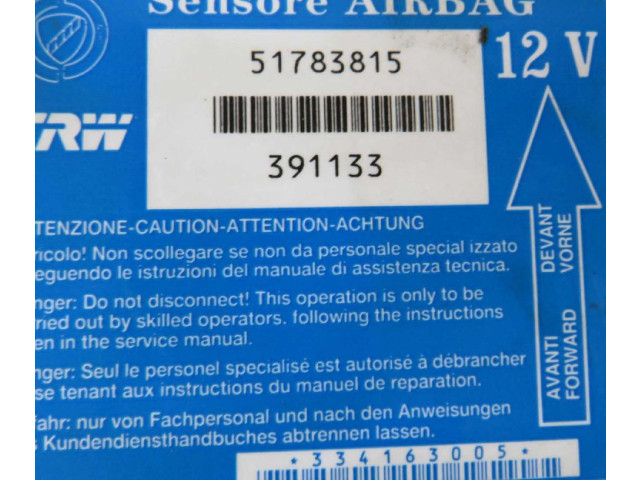 Sensore AIRBAG
51783815
12 V
TRW
391133
TENZIONE-CAUTION-ATTENTION-ACHTUNG
ricolo! Non scollegare se non da personale special izzato
eguendo le istruzioni del manuale di assistenza tecnica.
nger: Do not disconnect! This operation is only to be
ried out by skilled operators. following the instructions
en in the service manual.
nger: Seul le personel specialisé est autorisé à débrancher
se tenant aux instructions du manuel de reparation.
fahr: nur von Fachpersonal und nach den Anweisungen
s Kundendiensthandbuches abtrennen lassen.
AVANTI DEVANT
FORWARD VORNE
*334163005*